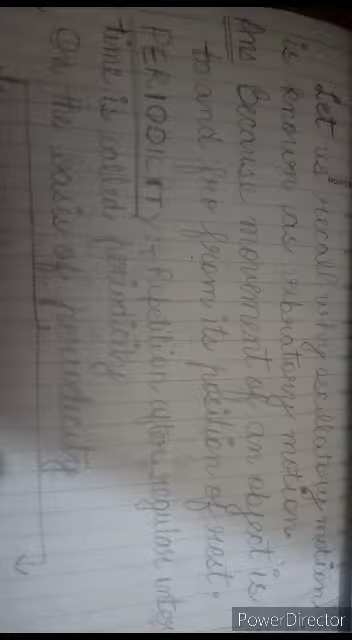 Let us recall why oscillatory motion
is known as vibratory motion.
Ans Because movement of an object is
to and fro from its position of rest.
PERIODICITY :- Repetition after regular inter
time is called periodicity
On the basis of periodicity
PowerDirector